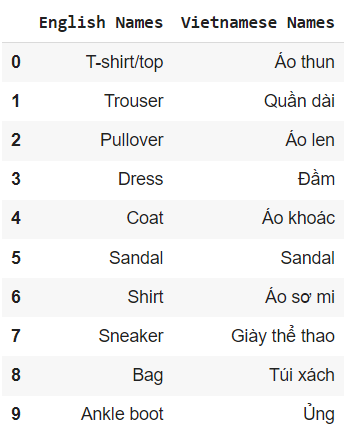 English Names Vietnamese Names
0 T-shirt/top Áo thun
1 Trouser Quần dài
2 Pullover Áo len
3 Dress Đầm
4 Coat Áo khoác
5 Sandal Sandal
6 Shirt Áo sơ mi
7 Sneaker Giày thể thao
8 Bag Túi xách
9 Ankle boot Ủng